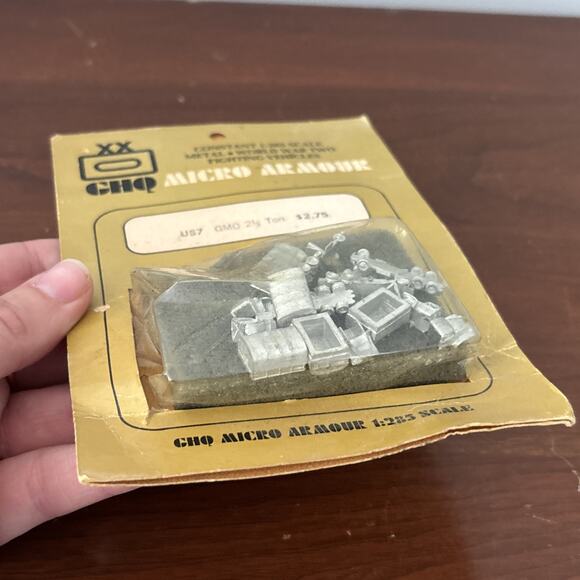 XX
CONSTANT 1:285 SCALE
METAL • WORLD WAR TWO
FIGHTING VEHICLES
GHQ MICRO ARMOUR
US7 GMC 2½ Ton $2.75
GHQ MICRO ARMOUR 1:285 SCALE